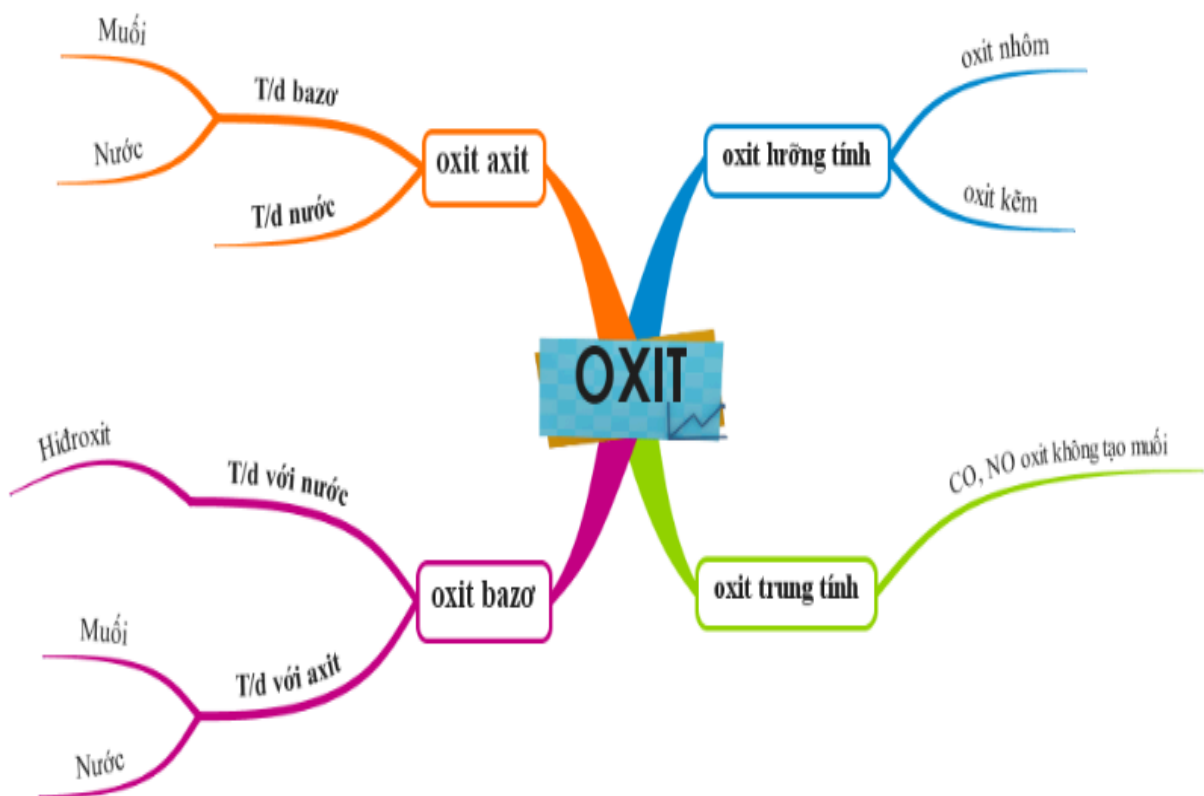 OXIT
oxit axit
T/d bazơ
Muối
Nước
T/d nước
oxit lưỡng tính
oxit nhôm
oxit kẽm
oxit bazơ
T/d với nước
Hiđroxit
T/d với axit
Muối
Nước
oxit trung tính
CO, NO oxit không tạo muối